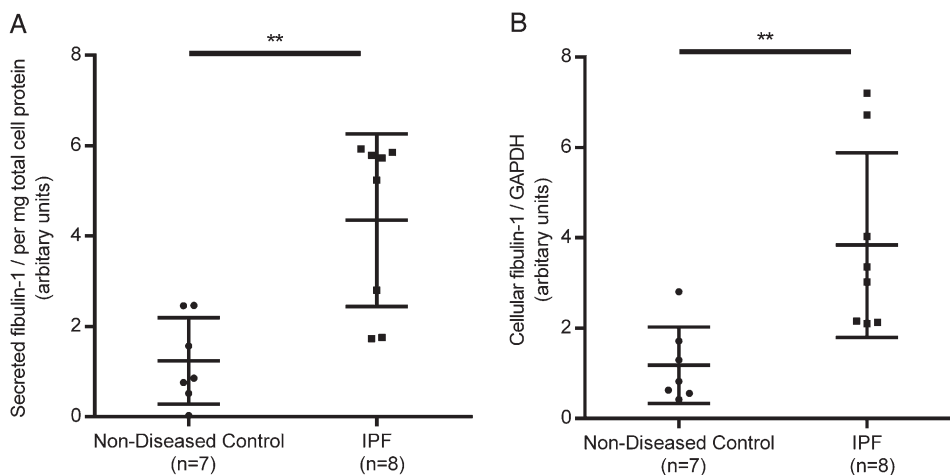 A
**
8
6
4
2
0
Secreted fibulin-1 / per mg total cell protein
(arbitary units)
Non-Diseased Control
(n=7)
IPF
(n=8)
B
**
8
6
4
2
0
Cellular fibulin-1 / GAPDH
(arbitary units)
Non-Diseased Control
(n=7)
IPF
(n=8)